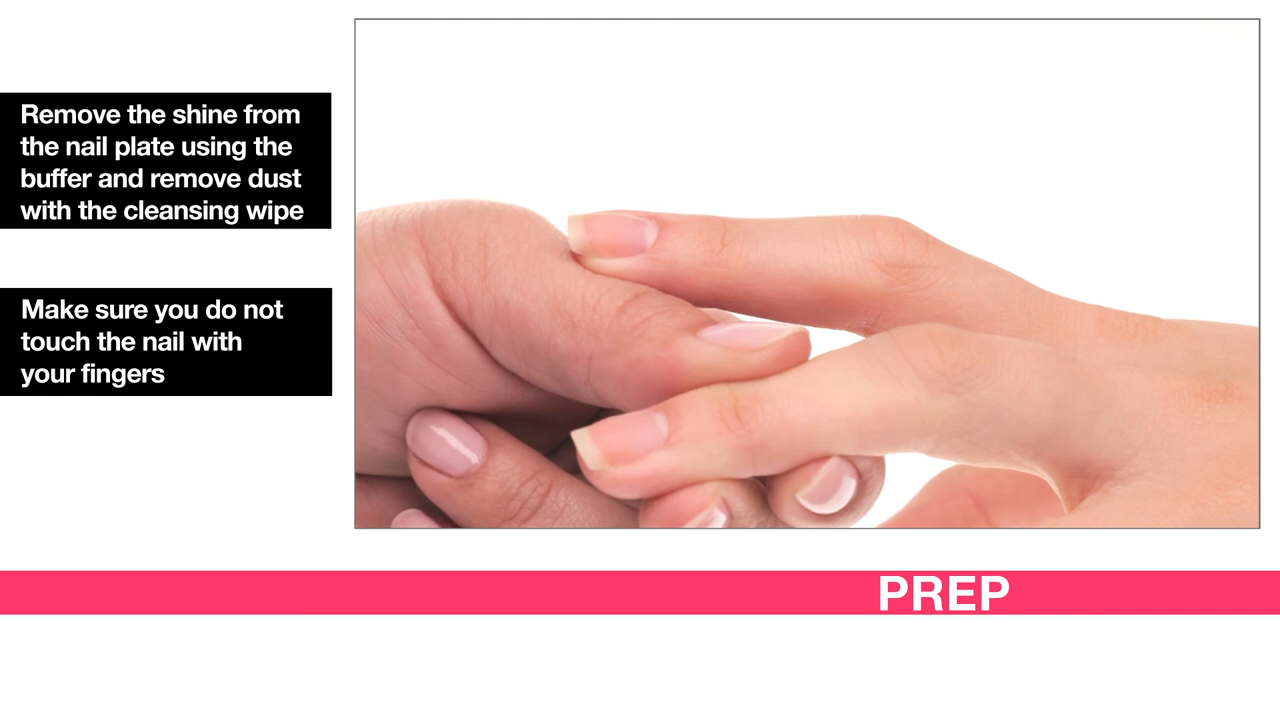 Remove the shine from
the nail plate using the
buffer and remove dust
with the cleansing wipe
Make sure you do not
touch the nail with
your fingers
PREP